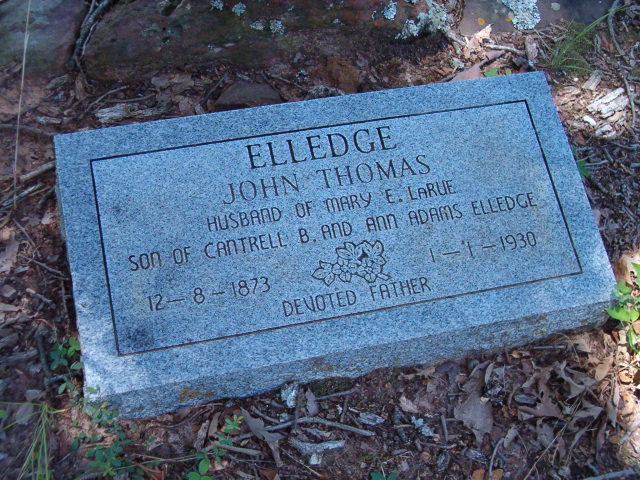 ELLEDGE
JOHN THOMAS
HUSBAND OF MARY E. LARUE
SON OF CANTRELL B. AND ANN ADAMS ELLEDGE
12-8-1873 1-1-1930
DEVOTED FATHER